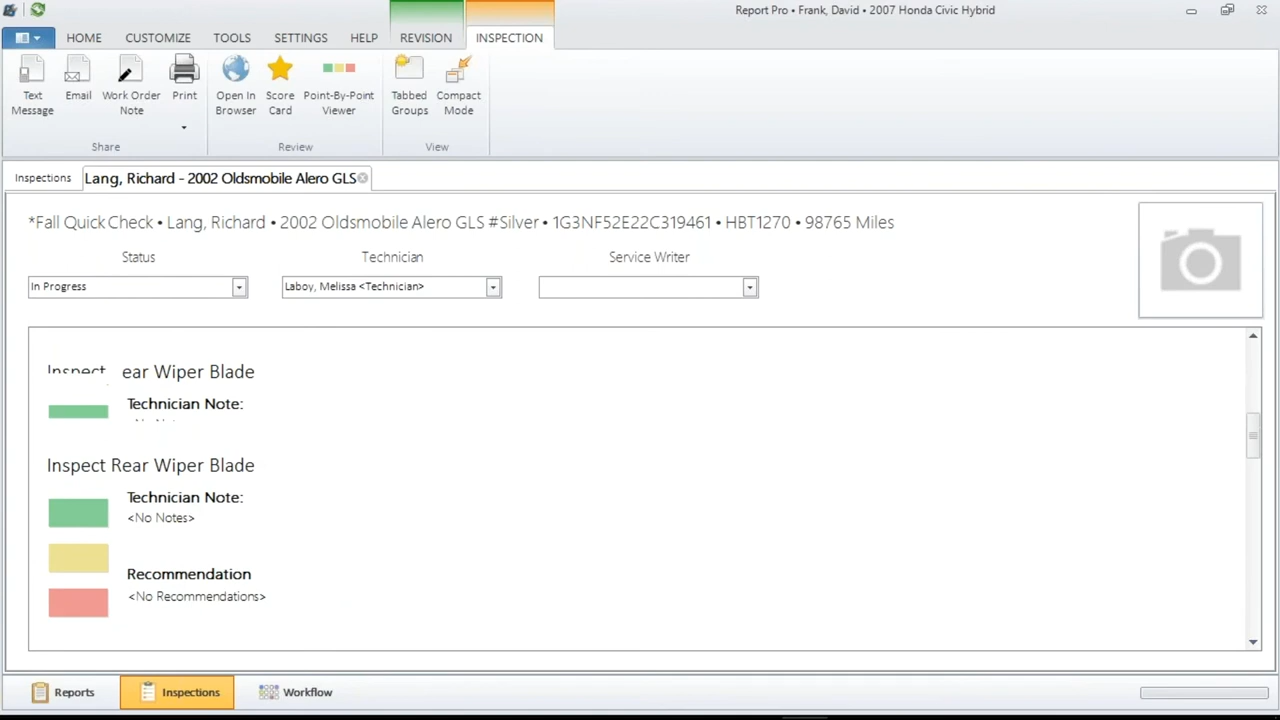 Report Pro • Frank, David • 2007 Honda Civic Hybrid
HOME CUSTOMIZE TOOLS SETTINGS HELP REVISION INSPECTION
Text Message
Email
Work Order Note
Print
Open In Browser
Score Card
Point-By-Point Viewer
Tabbed Groups
Compact Mode
Share Review View
Inspections Lang, Richard - 2002 Oldsmobile Alero GLS
*Fall Quick Check • Lang, Richard • 2002 Oldsmobile Alero GLS #Silver • 1G3NF52E22C319461 • HBT1270 • 98765 Miles
Status Technician Service Writer
In Progress Laboy, Melissa <Technician>
Inspect ear Wiper Blade
Technician Note:
Inspect Rear Wiper Blade
Technician Note:
<No Notes>
Recommendation
<No Recommendations>
Reports Inspections Workflow